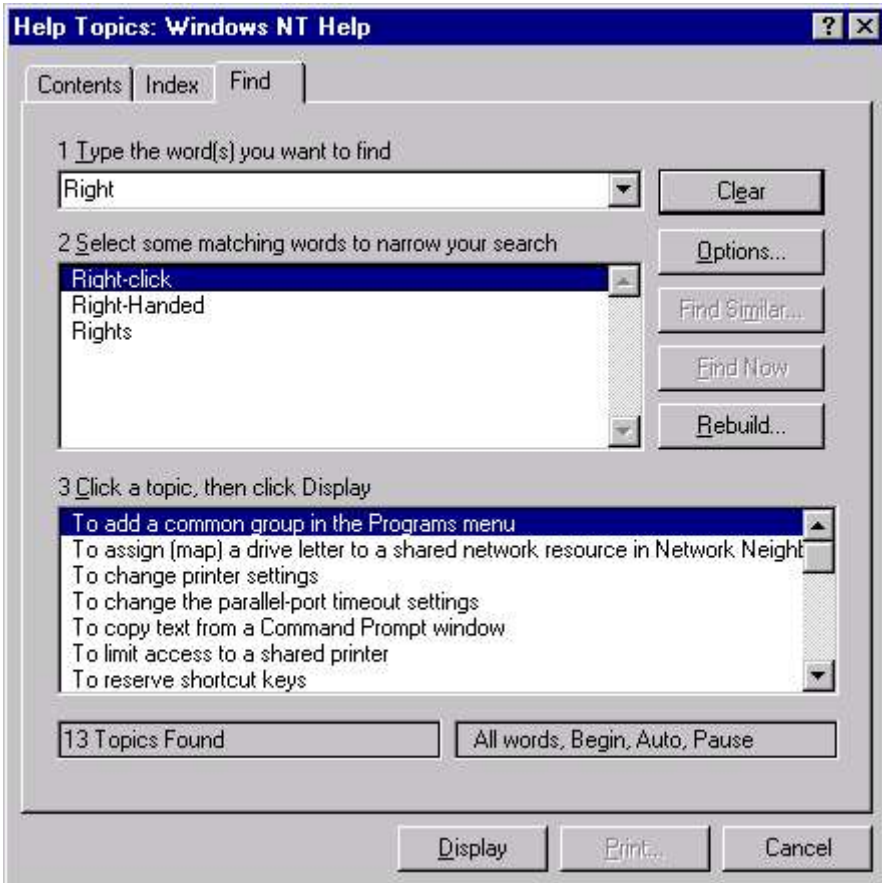 Help Topics: Windows NT Help
Contents Index Find
1 Type the word(s) you want to find
Right
Clear
2 Select some matching words to narrow your search
Options...
Right-click
Right-Handed
Rights
Find Similar...
Find Now
Rebuild...
3 Click a topic, then click Display
To add a common group in the Programs menu
To assign (map) a drive letter to a shared network resource in Network Neight
To change printer settings
To change the parallel-port timeout settings
To copy text from a Command Prompt window
To limit access to a shared printer
To reserve shortcut keys
13 Topics Found
All words, Begin, Auto, Pause
Display Print... Cancel